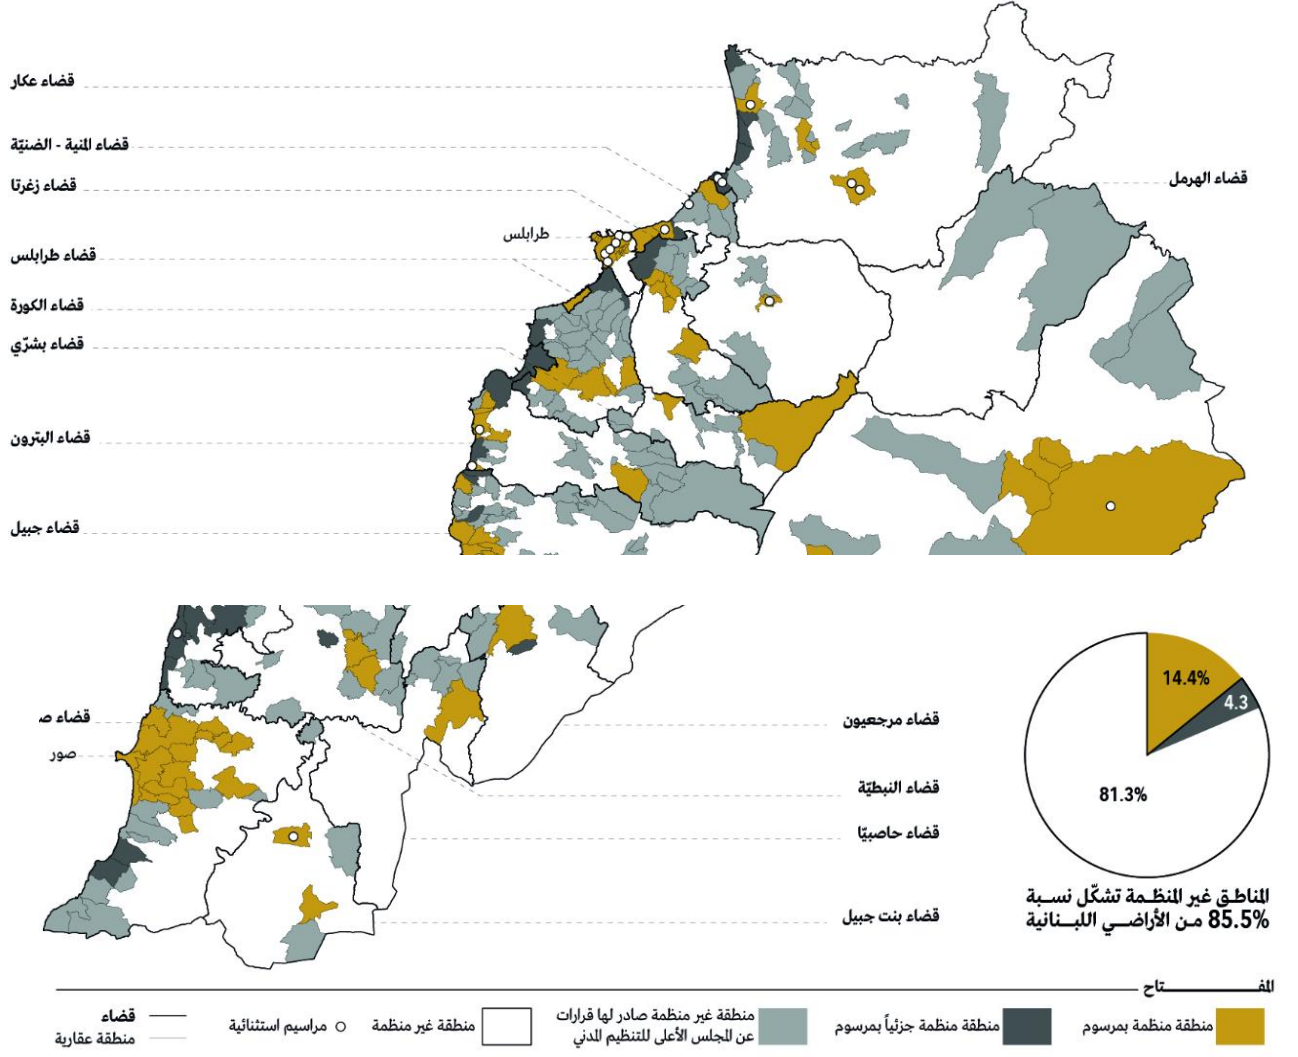 قضاء عكار
قضاء المنية - الضنيّة
قضاء زغرتا
قضاء الهرمل
طرابلس
قضاء طرابلس
قضاء الكورة
قضاء بشرّي
قضاء البترون
قضاء جبيل
قضاء ص
صور
قضاء مرجعيون
قضاء النبطيّة
قضاء حاصبيّا
قضاء بنت جبيل
14.4%
4.3
81.3%
المناطق غير المنظمة تشكّل نسبة
85.5% من الأراضي اللبنانية
المفتاح
منطقة منظمة بمرسوم
منطقة منظمة جزئياً بمرسوم
منطقة غير منظمة صادر لها قرارات
عن المجلس الأعلى للتنظيم المدني
منطقة غير منظمة
مراسيم استثنائية
قضاء
منطقة عقارية